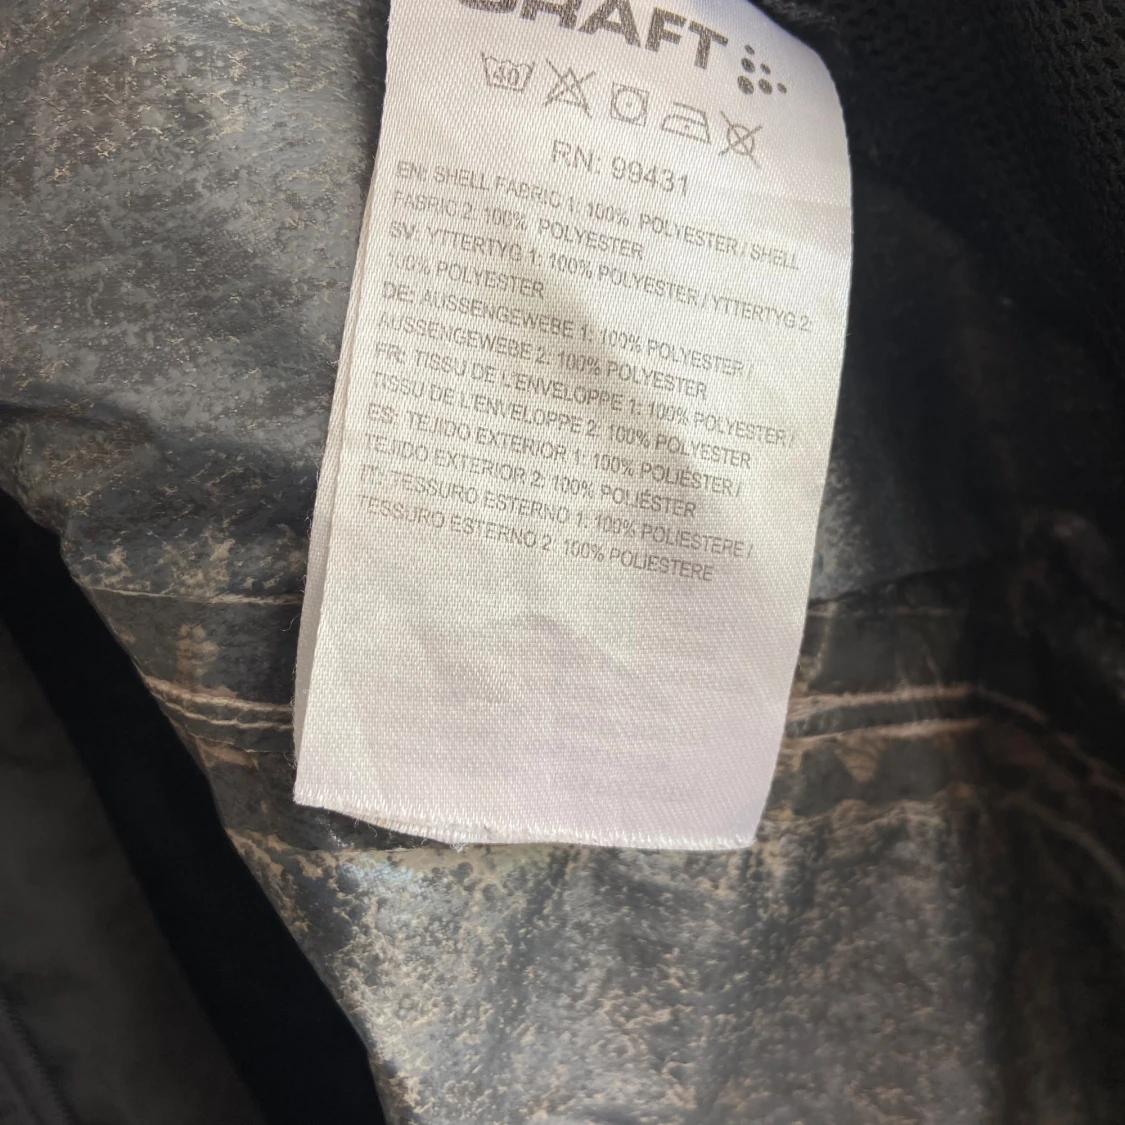 CRAFT
40
RN: 99431
EN: SHELL FABRIC 1: 100% POLYESTER / SHELL
FABRIC 2: 100% POLYESTER
SV: YTTERTYG 1: 100% POLYESTER / YTTERTYG 2:
100% POLYESTER
DE: AUSSENGEWEBE 1: 100% POLYESTER /
AUSSENGEWEBE 2: 100% POLYESTER
FR: TISSU DE L'ENVELOPPE 1: 100% POLYESTER /
TISSU DE L'ENVELOPPE 2: 100% POLYESTER
ES: TEJIDO EXTERIOR 1: 100% POLIÉSTER /
TEJIDO EXTERIOR 2: 100% POLIÉSTER
IT: TESSURO ESTERNO 1: 100% POLIESTERE /
TESSURO ESTERNO 2: 100% POLIESTERE